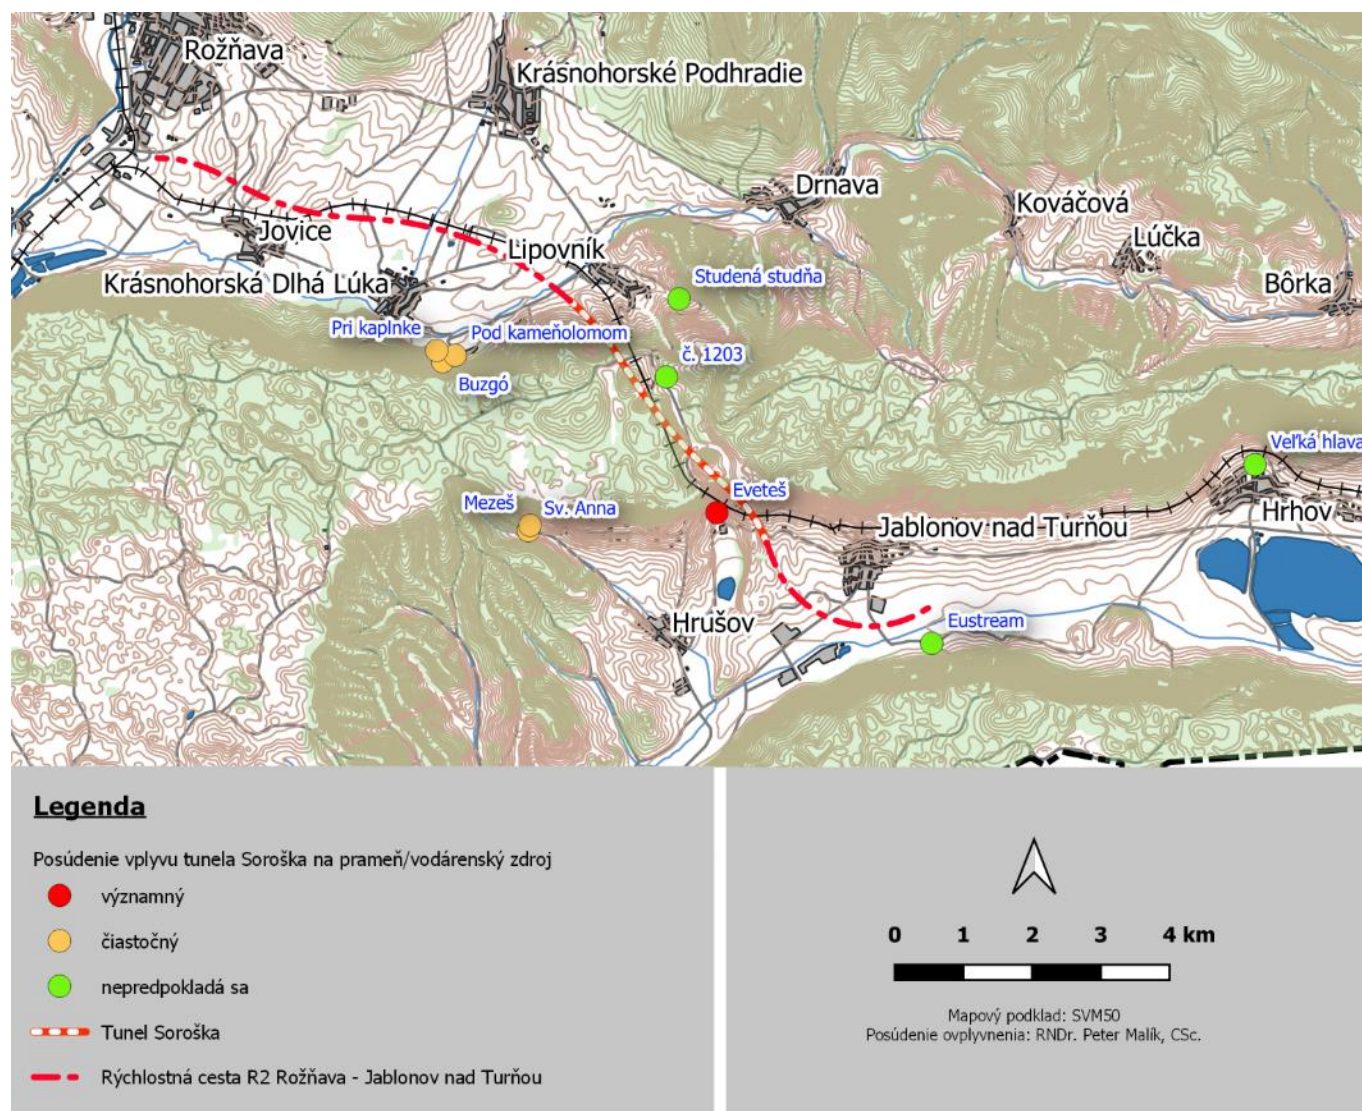 Rožňava
Krásnohorské Podhradie
Drnava
Kováčová
Jovice
Lúčka
Lipovník
Krásnohorská Dlhá Lúka
Studená studňa
Bôrka
Pri kaplnke
Pod kameňolomom
č. 1203
Buzgó
Veľká hlava
Mezeš
Sv. Anna
Eveteš
Jablonov nad Turňou
Hrhov
Hrušov
Eustream
Legenda
Posúdenie vplyvu tunela Soroška na prameň/vodárenský zdroj
významný
čiastočný
nepredpokladá sa
Tunel Soroška
Rýchlostná cesta R2 Rožňava - Jablonov nad Turňou
0 1 2 3 4 km
Mapový podklad: SVM50
Posúdenie ovplyvnenia: RNDr. Peter Malík, CSc.